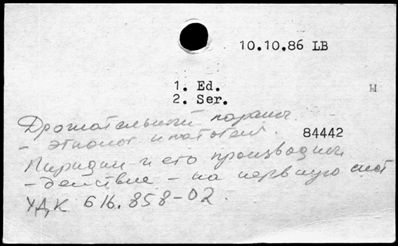 10.10.86 LB
1. Ed.
2. Ser.
M
Дрожательный паралич
- этиолог и патоген.
84442
Пиридин и его производные
- действие - на нервную сист
УДК 616.858-02.